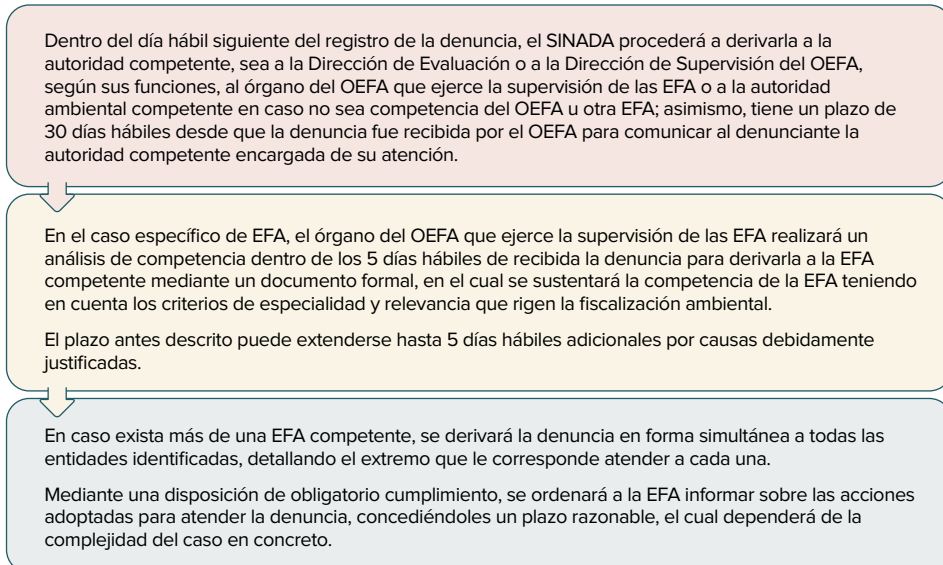 Dentro del día hábil siguiente del registro de la denuncia, el SINADA procederá a derivarla a la
autoridad competente, sea a la Dirección de Evaluación o a la Dirección de Supervisión del OEFA,
según sus funciones, al órgano del OEFA que ejerce la supervisión de las EFA o a la autoridad
ambiental competente en caso no sea competencia del OEFA u otra EFA; asimismo, tiene un plazo de
30 días hábiles desde que la denuncia fue recibida por el OEFA para comunicar al denunciante la
autoridad competente encargada de su atención.
En el caso específico de EFA, el órgano del OEFA que ejerce la supervisión de las EFA realizará un
análisis de competencia dentro de los 5 días hábiles de recibida la denuncia para derivarla a la EFA
competente mediante un documento formal, en el cual se sustentará la competencia de la EFA teniendo
en cuenta los criterios de especialidad y relevancia que rigen la fiscalización ambiental.
El plazo antes descrito puede extenderse hasta 5 días hábiles adicionales por causas debidamente
justificadas.
En caso exista más de una EFA competente, se derivará la denuncia en forma simultánea a todas las
entidades identificadas, detallando el extremo que le corresponde atender a cada una.
Mediante una disposición de obligatorio cumplimiento, se ordenará a la EFA informar sobre las acciones
adoptadas para atender la denuncia, concediéndoles un plazo razonable, el cual dependerá de la
complejidad del caso en concreto.